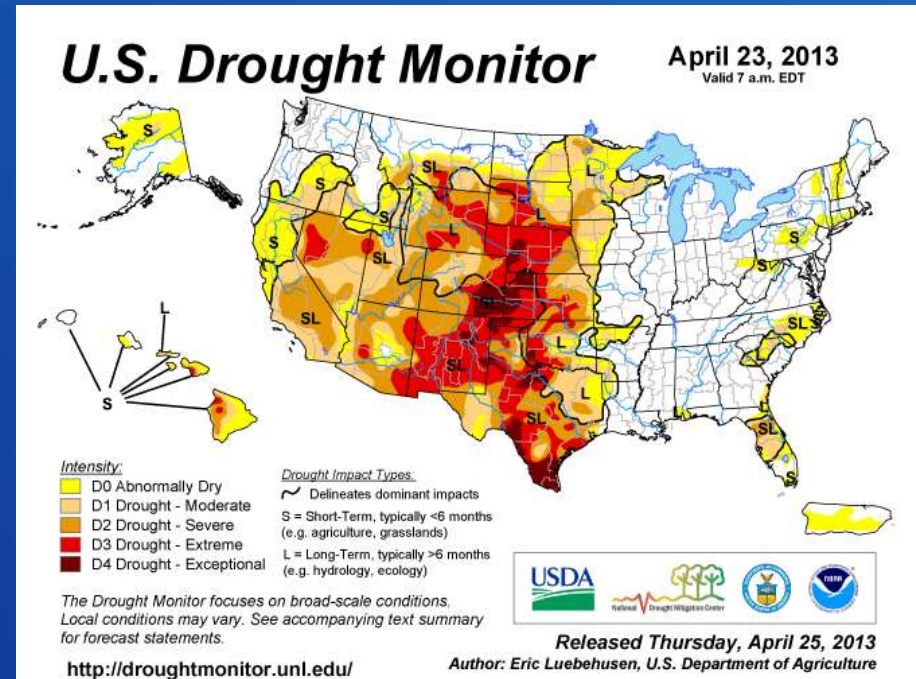 U.S. Drought Monitor
April 23, 2013
Valid 7 a.m. EDT
S
SL
L
S
L
S
L
S
SL
S
S
L
SL
SL
SL
L
L
SL
SL
L
S
S
Intensity:
D0 Abnormally Dry
D1 Drought - Moderate
D2 Drought - Severe
D3 Drought - Extreme
D4 Drought - Exceptional
Drought Impact Types:
Delineates dominant impacts
S = Short-Term, typically <6 months
(e.g. agriculture, grasslands)
L = Long-Term, typically >6 months
(e.g. hydrology, ecology)
USDA
National Drought Mitigation Center
NOAA
The Drought Monitor focuses on broad-scale conditions.
Local conditions may vary. See accompanying text summary
for forecast statements.
http://droughtmonitor.unl.edu/
Released Thursday, April 25, 2013
Author: Eric Luebehusen, U.S. Department of Agriculture